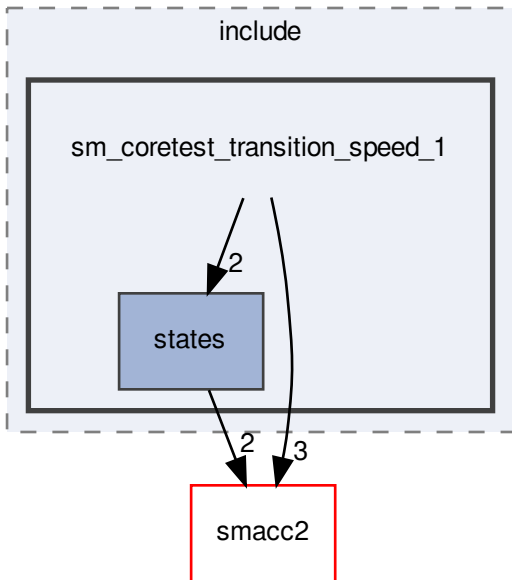 include
sm_coretest_transition_speed_1
2
states
2
3
smacc2